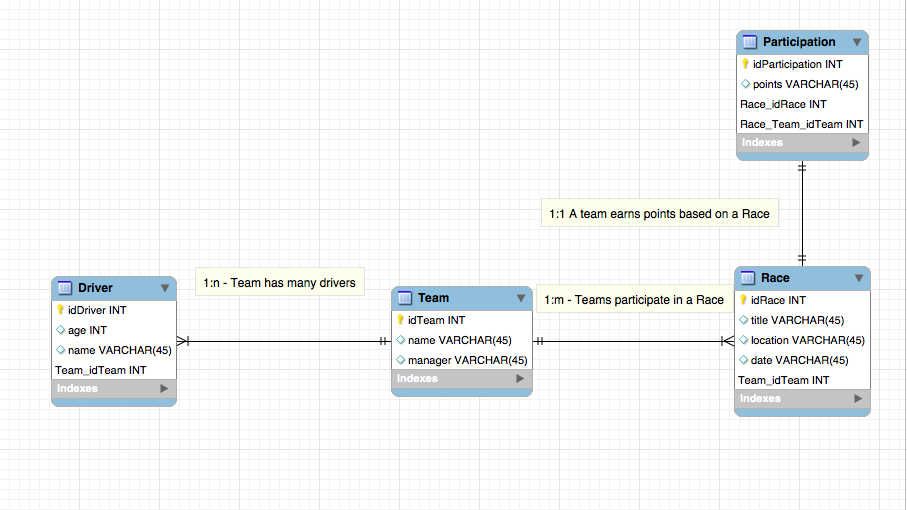 Participation
idParticipation INT
points VARCHAR(45)
Race_idRace INT
Race_Team_idTeam INT
Indexes
1:1 A team earns points based on a Race
1:n - Team has many drivers
Driver
idDriver INT
age INT
name VARCHAR(45)
Team_idTeam INT
Indexes
Team
idTeam INT
name VARCHAR(45)
manager VARCHAR(45)
Indexes
1:m - Teams participate in a Race
Race
idRace INT
title VARCHAR(45)
location VARCHAR(45)
date VARCHAR(45)
Team_idTeam INT
Indexes